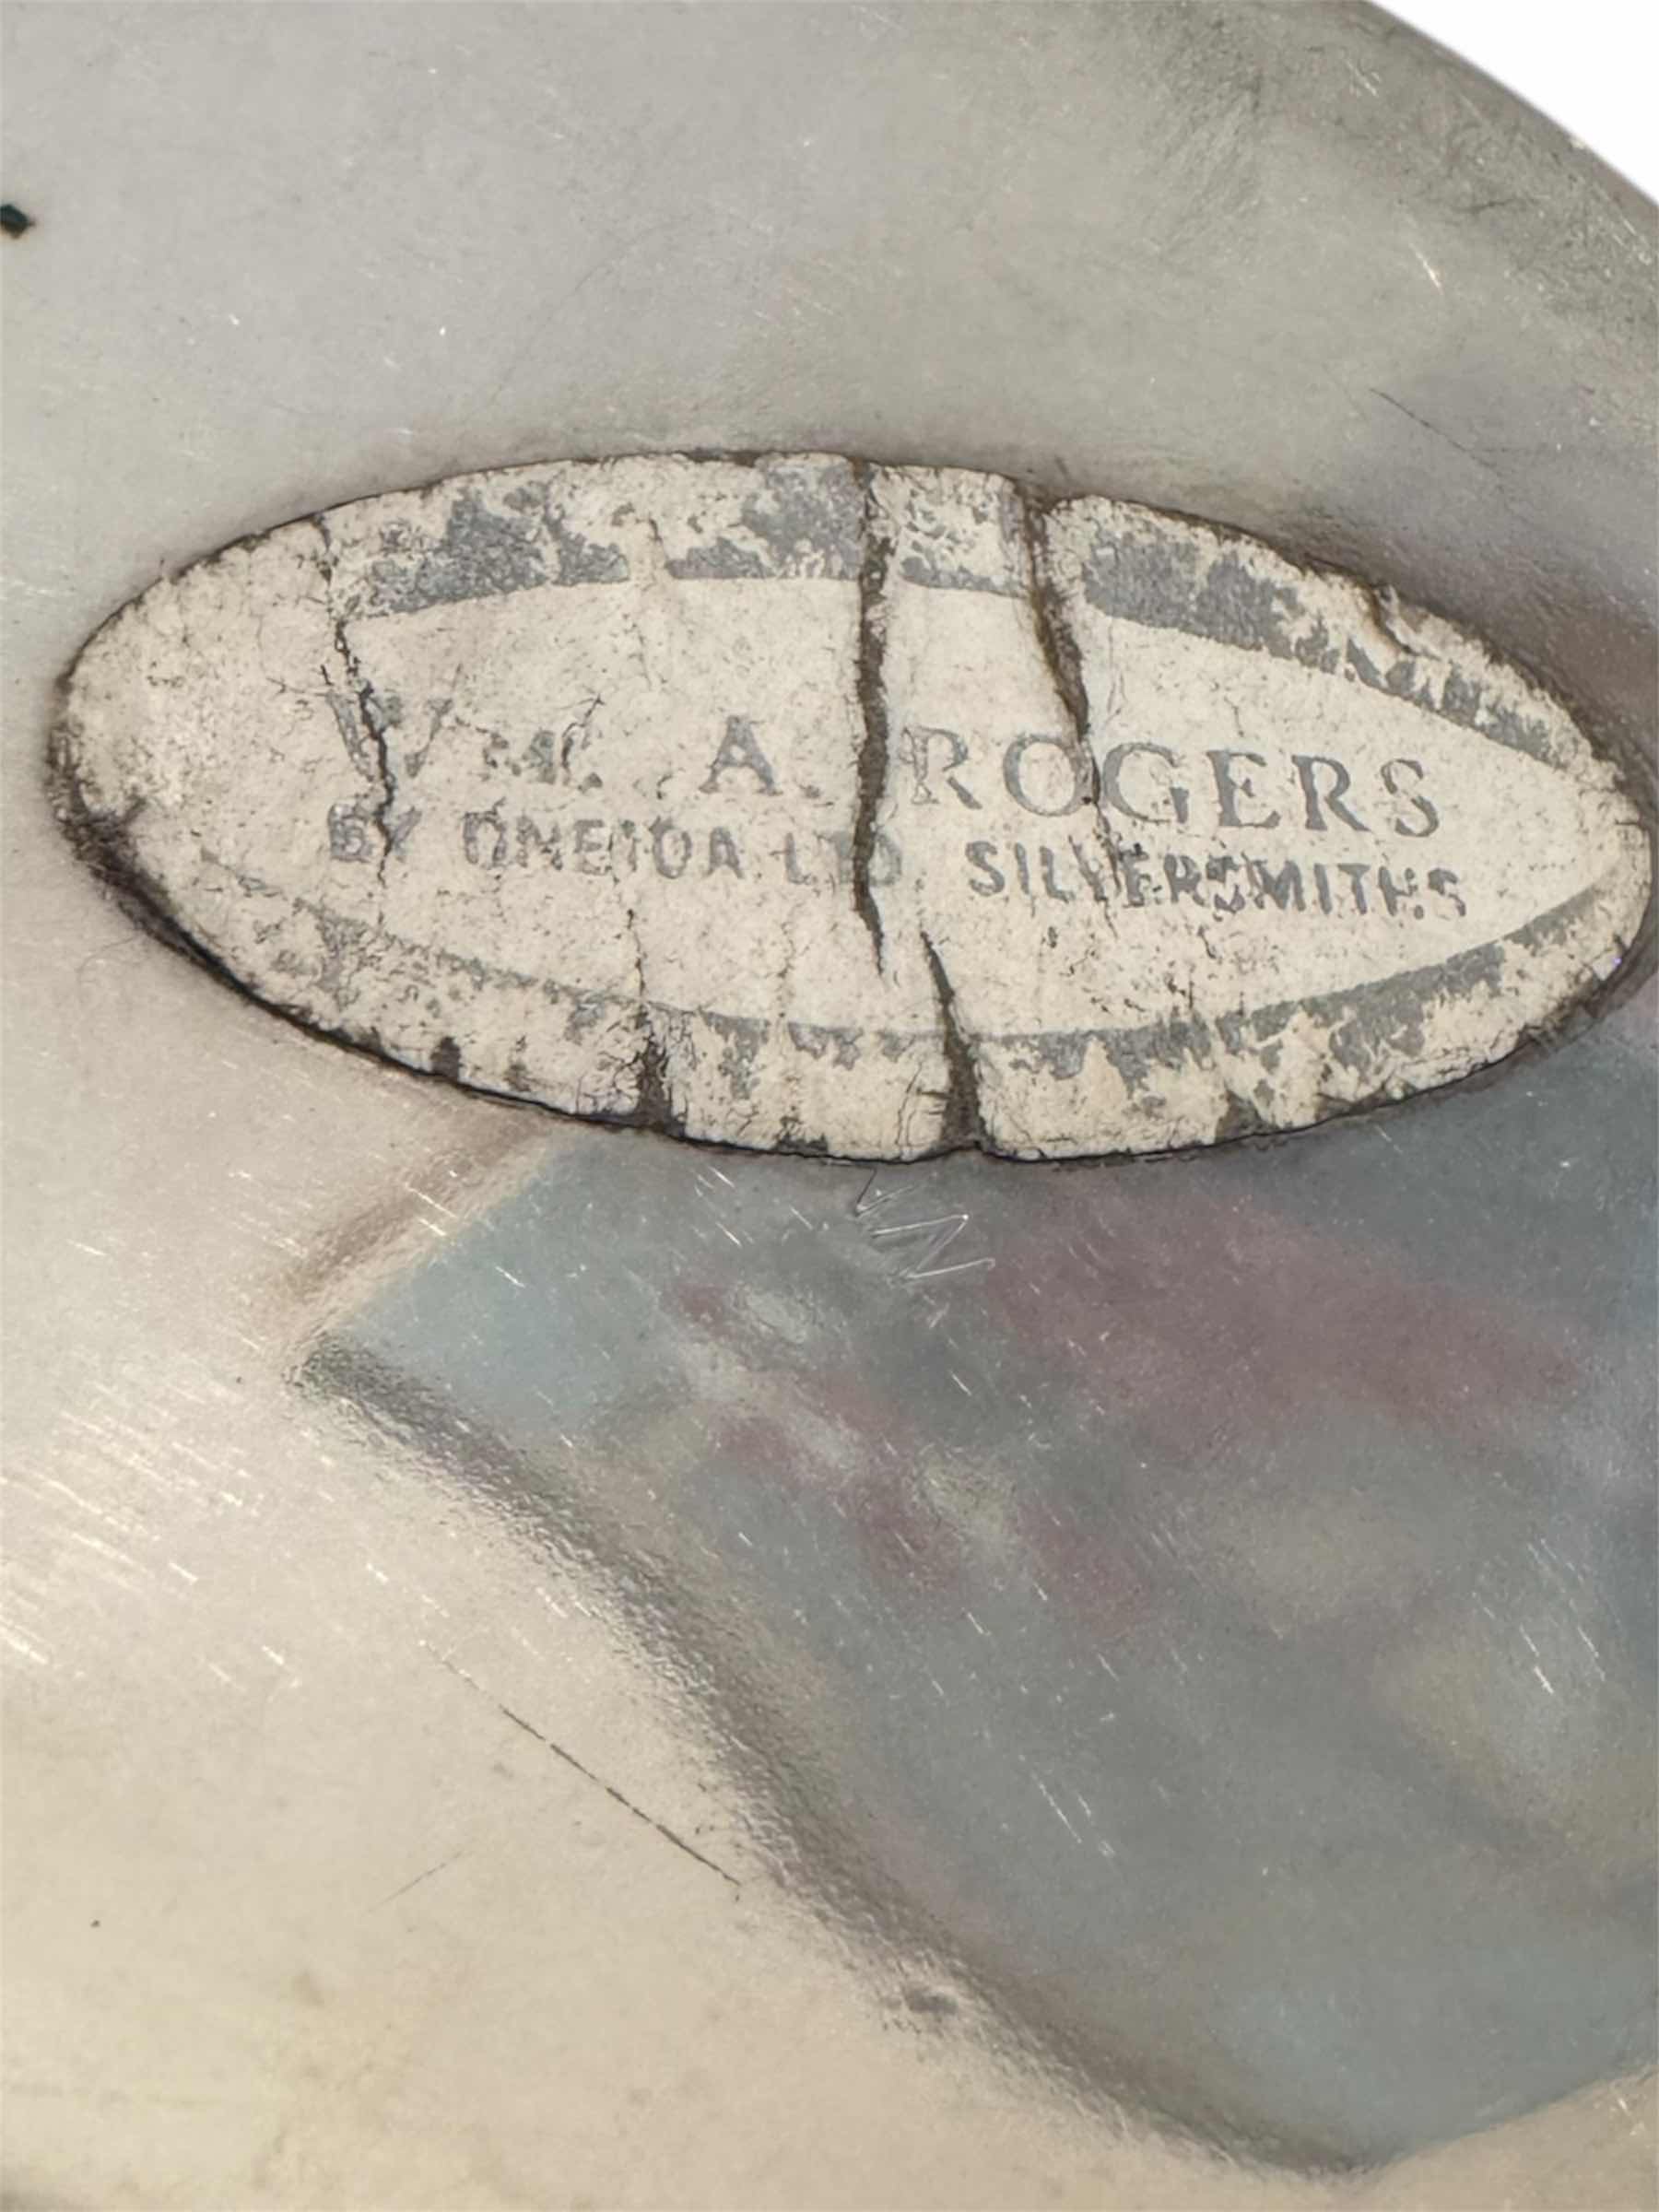 Wm. A. ROGERS
BY ONEIDA LTD. SILVERSMITHS